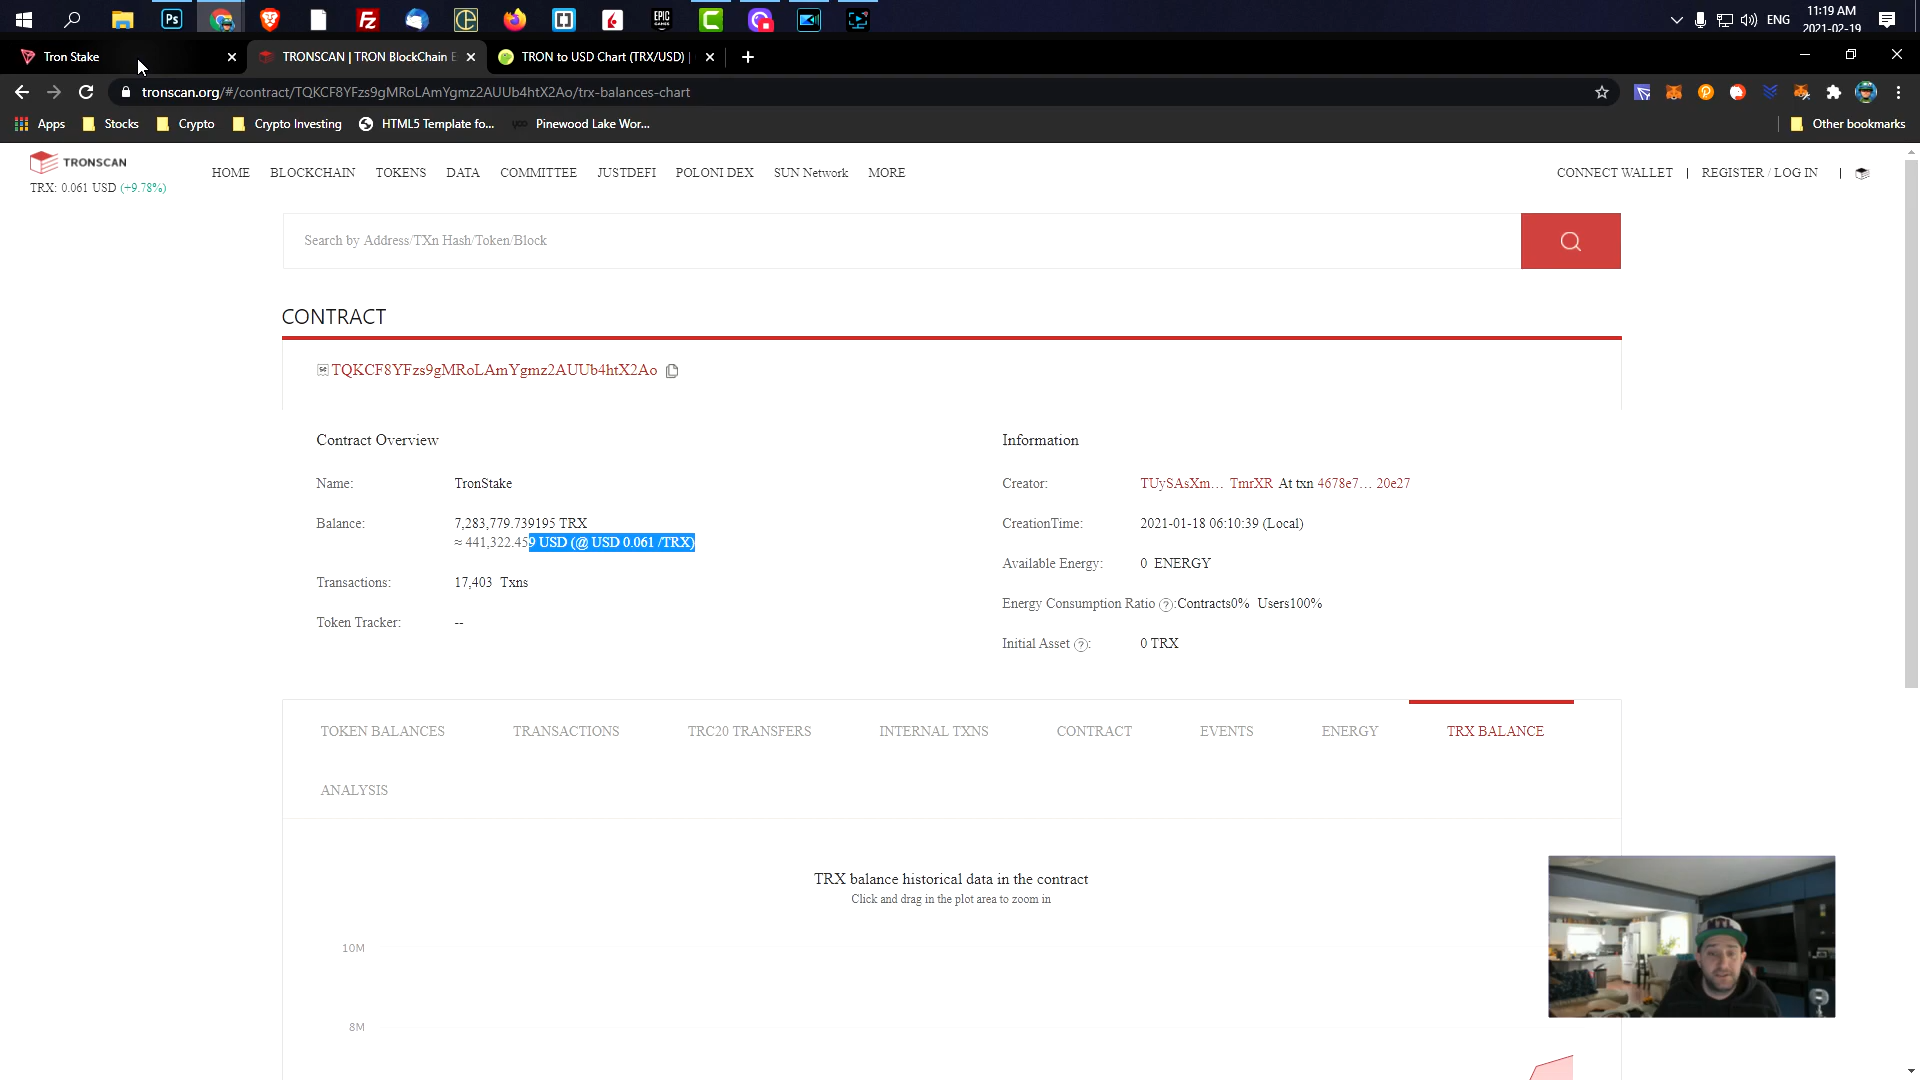 Ps
Fz
EPIC
GAMES
ENG
11:19 AM
2021-02-19
Tron Stake
TRONSCAN | TRON BlockChain E
TRON to USD Chart (TRX/USD) |
tronscan.org/#/contract/TQKCF8YFzs9gMRoLAmYgmz2AUUb4htX2Ao/trx-balances-chart
Apps
Stocks
Crypto
Crypto Investing
HTML5 Template fo...
Pinewood Lake Wor...
Other bookmarks
TRONSCAN
TRX: 0.061 USD (+9.78%)
HOME
BLOCKCHAIN
TOKENS
DATA
COMMITTEE
JUSTDEFI
POLONI DEX
SUN Network
MORE
CONNECT WALLET | REGISTER / LOG IN |
Search by Address/TXn Hash/Token/Block
CONTRACT
TQKCF8YFzs9gMRoLAmYgmz2AUUb4htX2Ao
Contract Overview
Name: TronStake
Balance: 7,283,779.739195 TRX
≈ 441,322.459 USD (@ USD 0.061 /TRX)
Transactions: 17,403 Txns
Token Tracker: --
Information
Creator: TUySAsXm... TmrXR At txn 4678e7... 20e27
CreationTime: 2021-01-18 06:10:39 (Local)
Available Energy: 0 ENERGY
Energy Consumption Ratio ?:Contracts0% Users100%
Initial Asset ?: 0 TRX
TOKEN BALANCES
TRANSACTIONS
TRC20 TRANSFERS
INTERNAL TXNS
CONTRACT
EVENTS
ENERGY
TRX BALANCE
ANALYSIS
TRX balance historical data in the contract
Click and drag in the plot area to zoom in
10M
8M